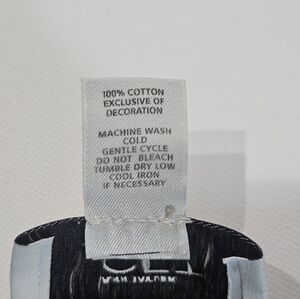 100% COTTON
EXCLUSIVE OF
DECORATION
MACHINE WASH
COLD
GENTLE CYCLE
DO NOT BLEACH
TUMBLE DRY LOW
COOL IRON
IF NECESSARY